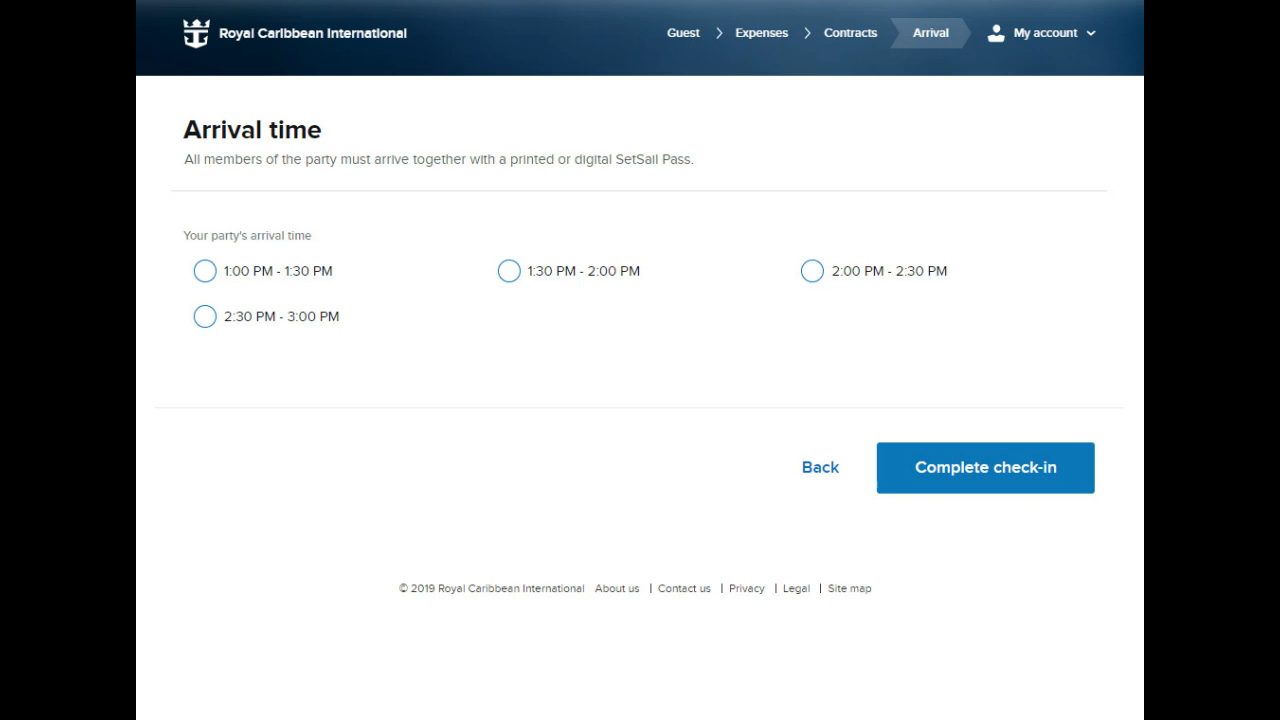 Royal Caribbean International Guest Expenses Contracts Arrival My account
Arrival time
All members of the party must arrive together with a printed or digital SetSail Pass.
Your party's arrival time
1:00 PM - 1:30 PM 1:30 PM - 2:00 PM 2:00 PM - 2:30 PM
2:30 PM - 3:00 PM
Back Complete check-in
© 2019 Royal Caribbean International About us | Contact us | Privacy | Legal | Site map